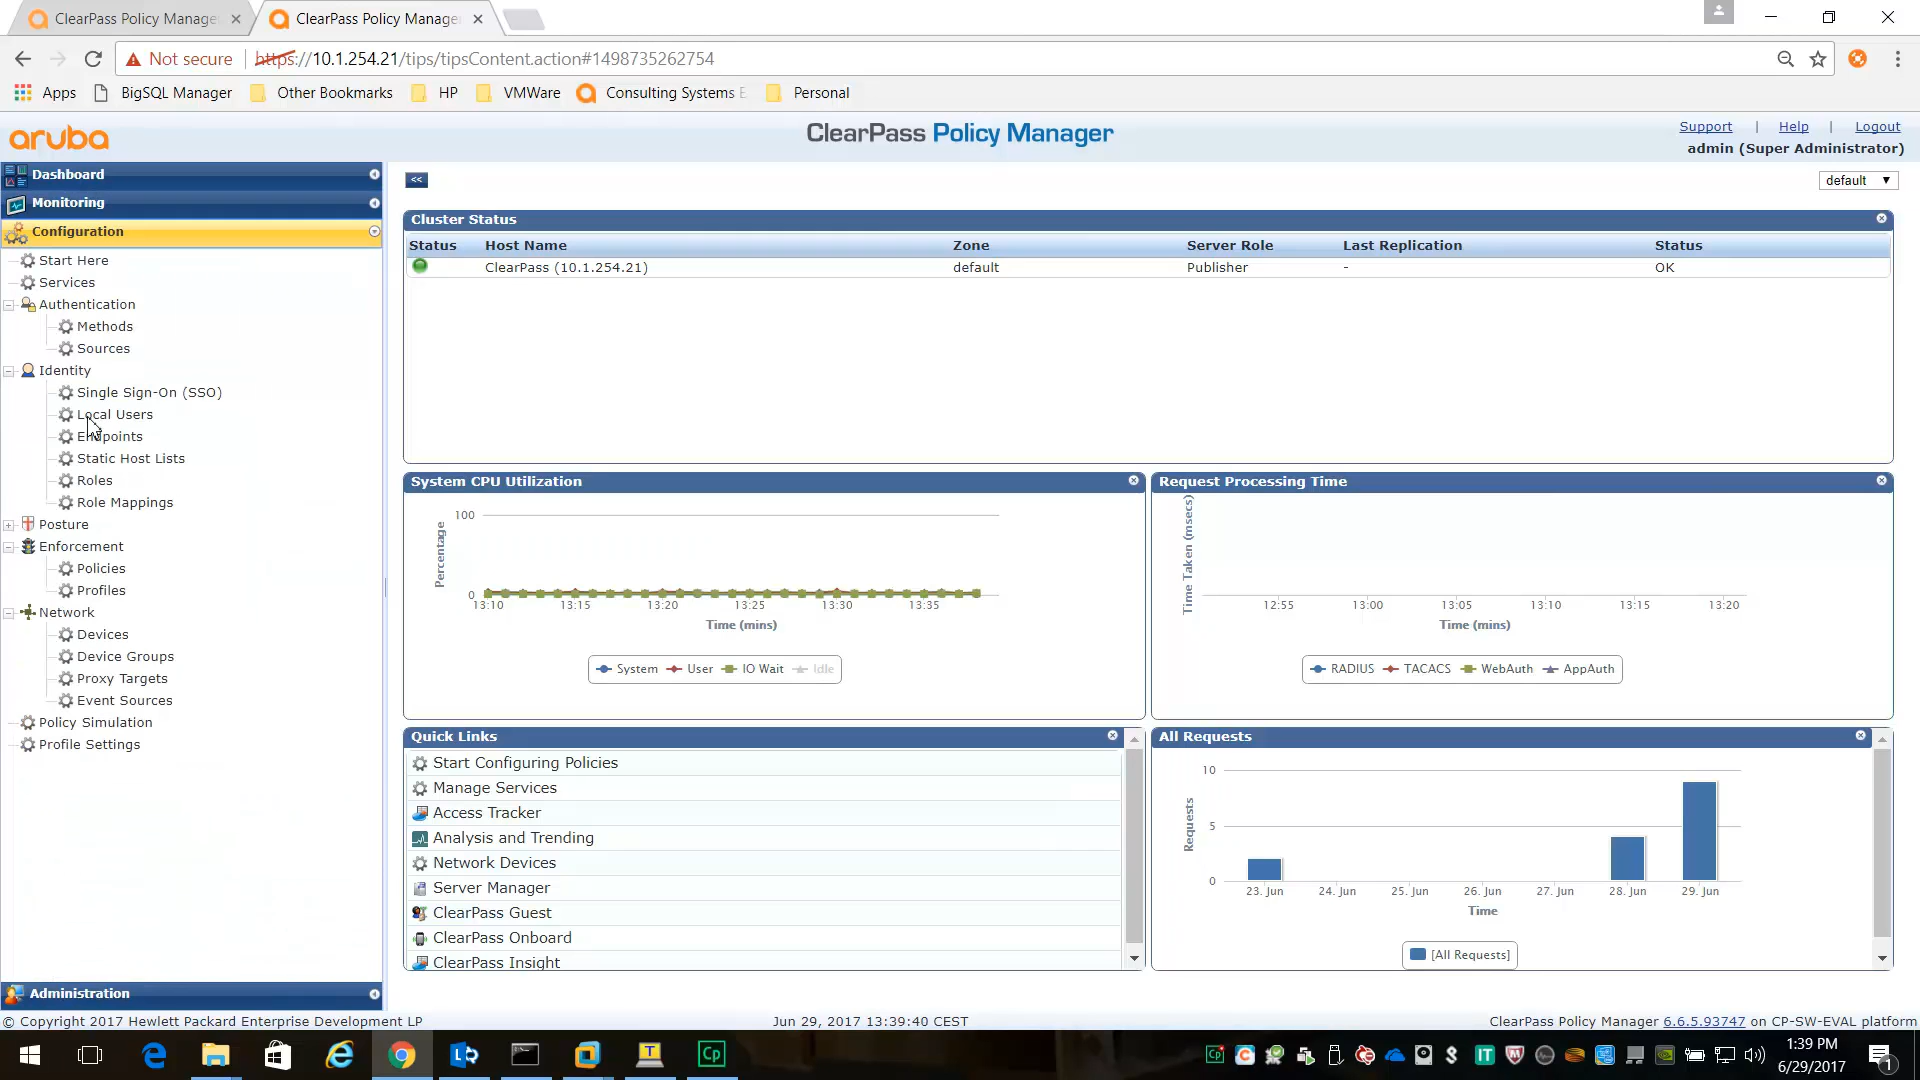 ClearPass Policy Manage
ClearPass Policy Manage
Not secure
https://10.1.254.21/tips/tipsContent.action#1498735262754
Apps
BigSQL Manager
Other Bookmarks
HP
VMWare
Consulting Systems E
Personal
aruba
ClearPass Policy Manager
Support | Help | Logout
admin (Super Administrator)
Dashboard
Monitoring
Configuration
Start Here
Services
Authentication
Methods
Sources
Identity
Single Sign-On (SSO)
Local Users
Endpoints
Static Host Lists
Roles
Role Mappings
Posture
Enforcement
Policies
Profiles
Network
Devices
Device Groups
Proxy Targets
Event Sources
Policy Simulation
Profile Settings
Administration
<<
default
Cluster Status
Status Host Name Zone Server Role Last Replication Status
ClearPass (10.1.254.21) default Publisher - OK
System CPU Utilization
Percentage
100
0
13:10 13:15 13:20 13:25 13:30 13:35
Time (mins)
System User IO Wait Idle
Request Processing Time
Time Taken (msecs)
12:55 13:00 13:05 13:10 13:15 13:20
Time (mins)
RADIUS TACACS WebAuth AppAuth
Quick Links
Start Configuring Policies
Manage Services
Access Tracker
Analysis and Trending
Network Devices
Server Manager
ClearPass Guest
ClearPass Onboard
ClearPass Insight
All Requests
Requests
10
5
0
23. Jun 24. Jun 25. Jun 26. Jun 27. Jun 28. Jun 29. Jun
Time
[All Requests]
© Copyright 2017 Hewlett Packard Enterprise Development LP
Jun 29, 2017 13:39:40 CEST
ClearPass Policy Manager 6.6.5.93747 on CP-SW-EVAL platform
1:39 PM
6/29/2017
1